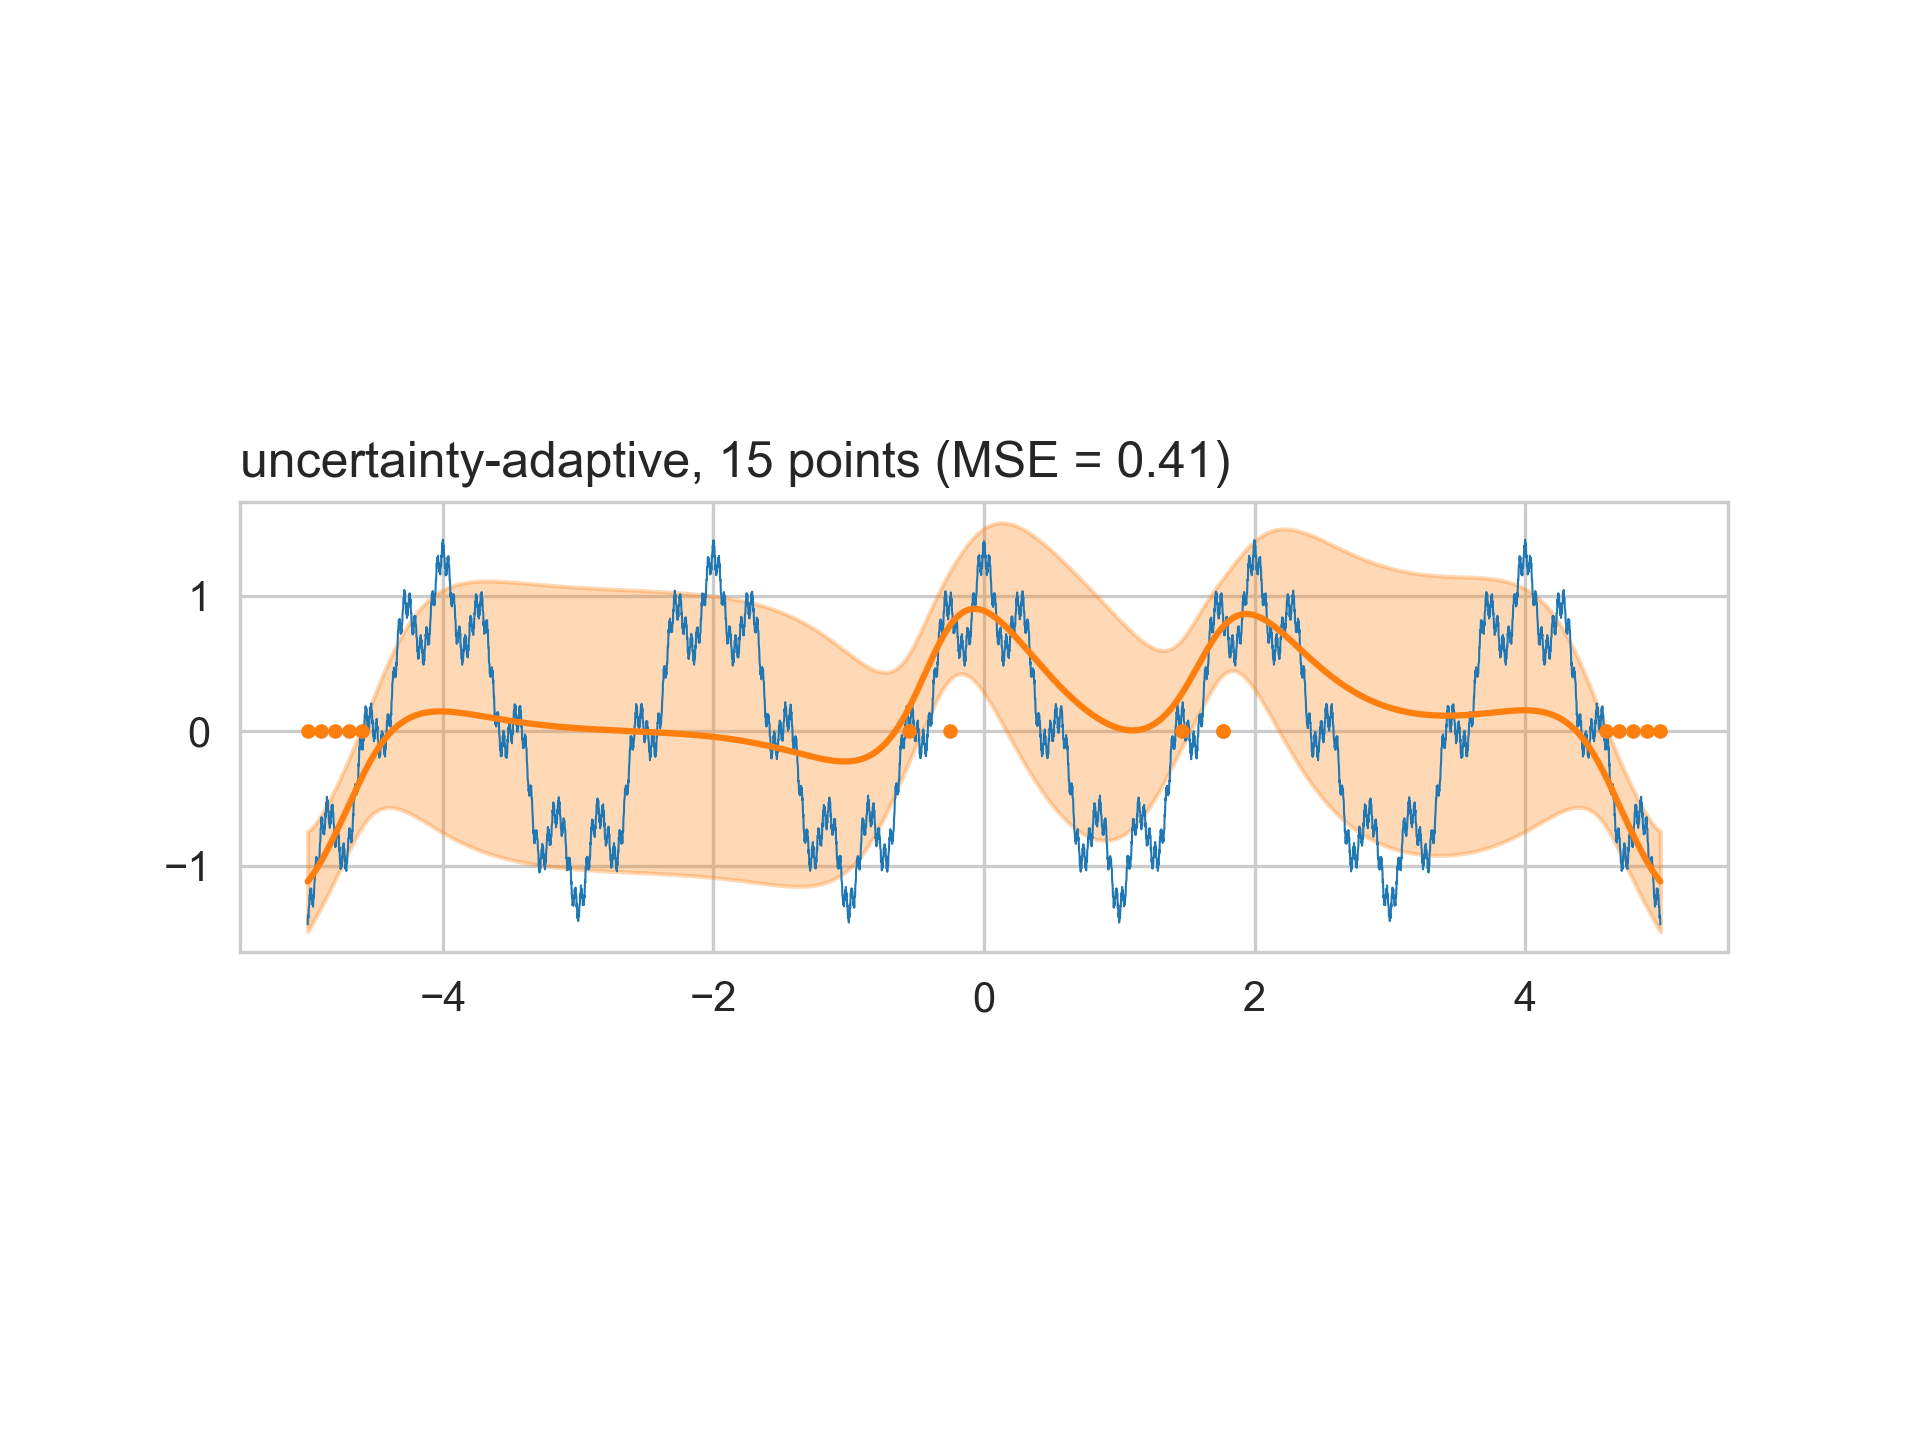 uncertainty-adaptive, 15 points (MSE = 0.41)
1
0
−1
−4 −2 0 2 4